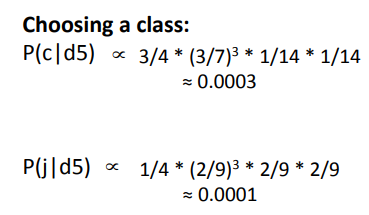 Choosing a class:
P(c|d5) ∝ 3/4 * (3/7)³ * 1/14 * 1/14
≈ 0.0003
P(j|d5) ∝ 1/4 * (2/9)³ * 2/9 * 2/9
≈ 0.0001